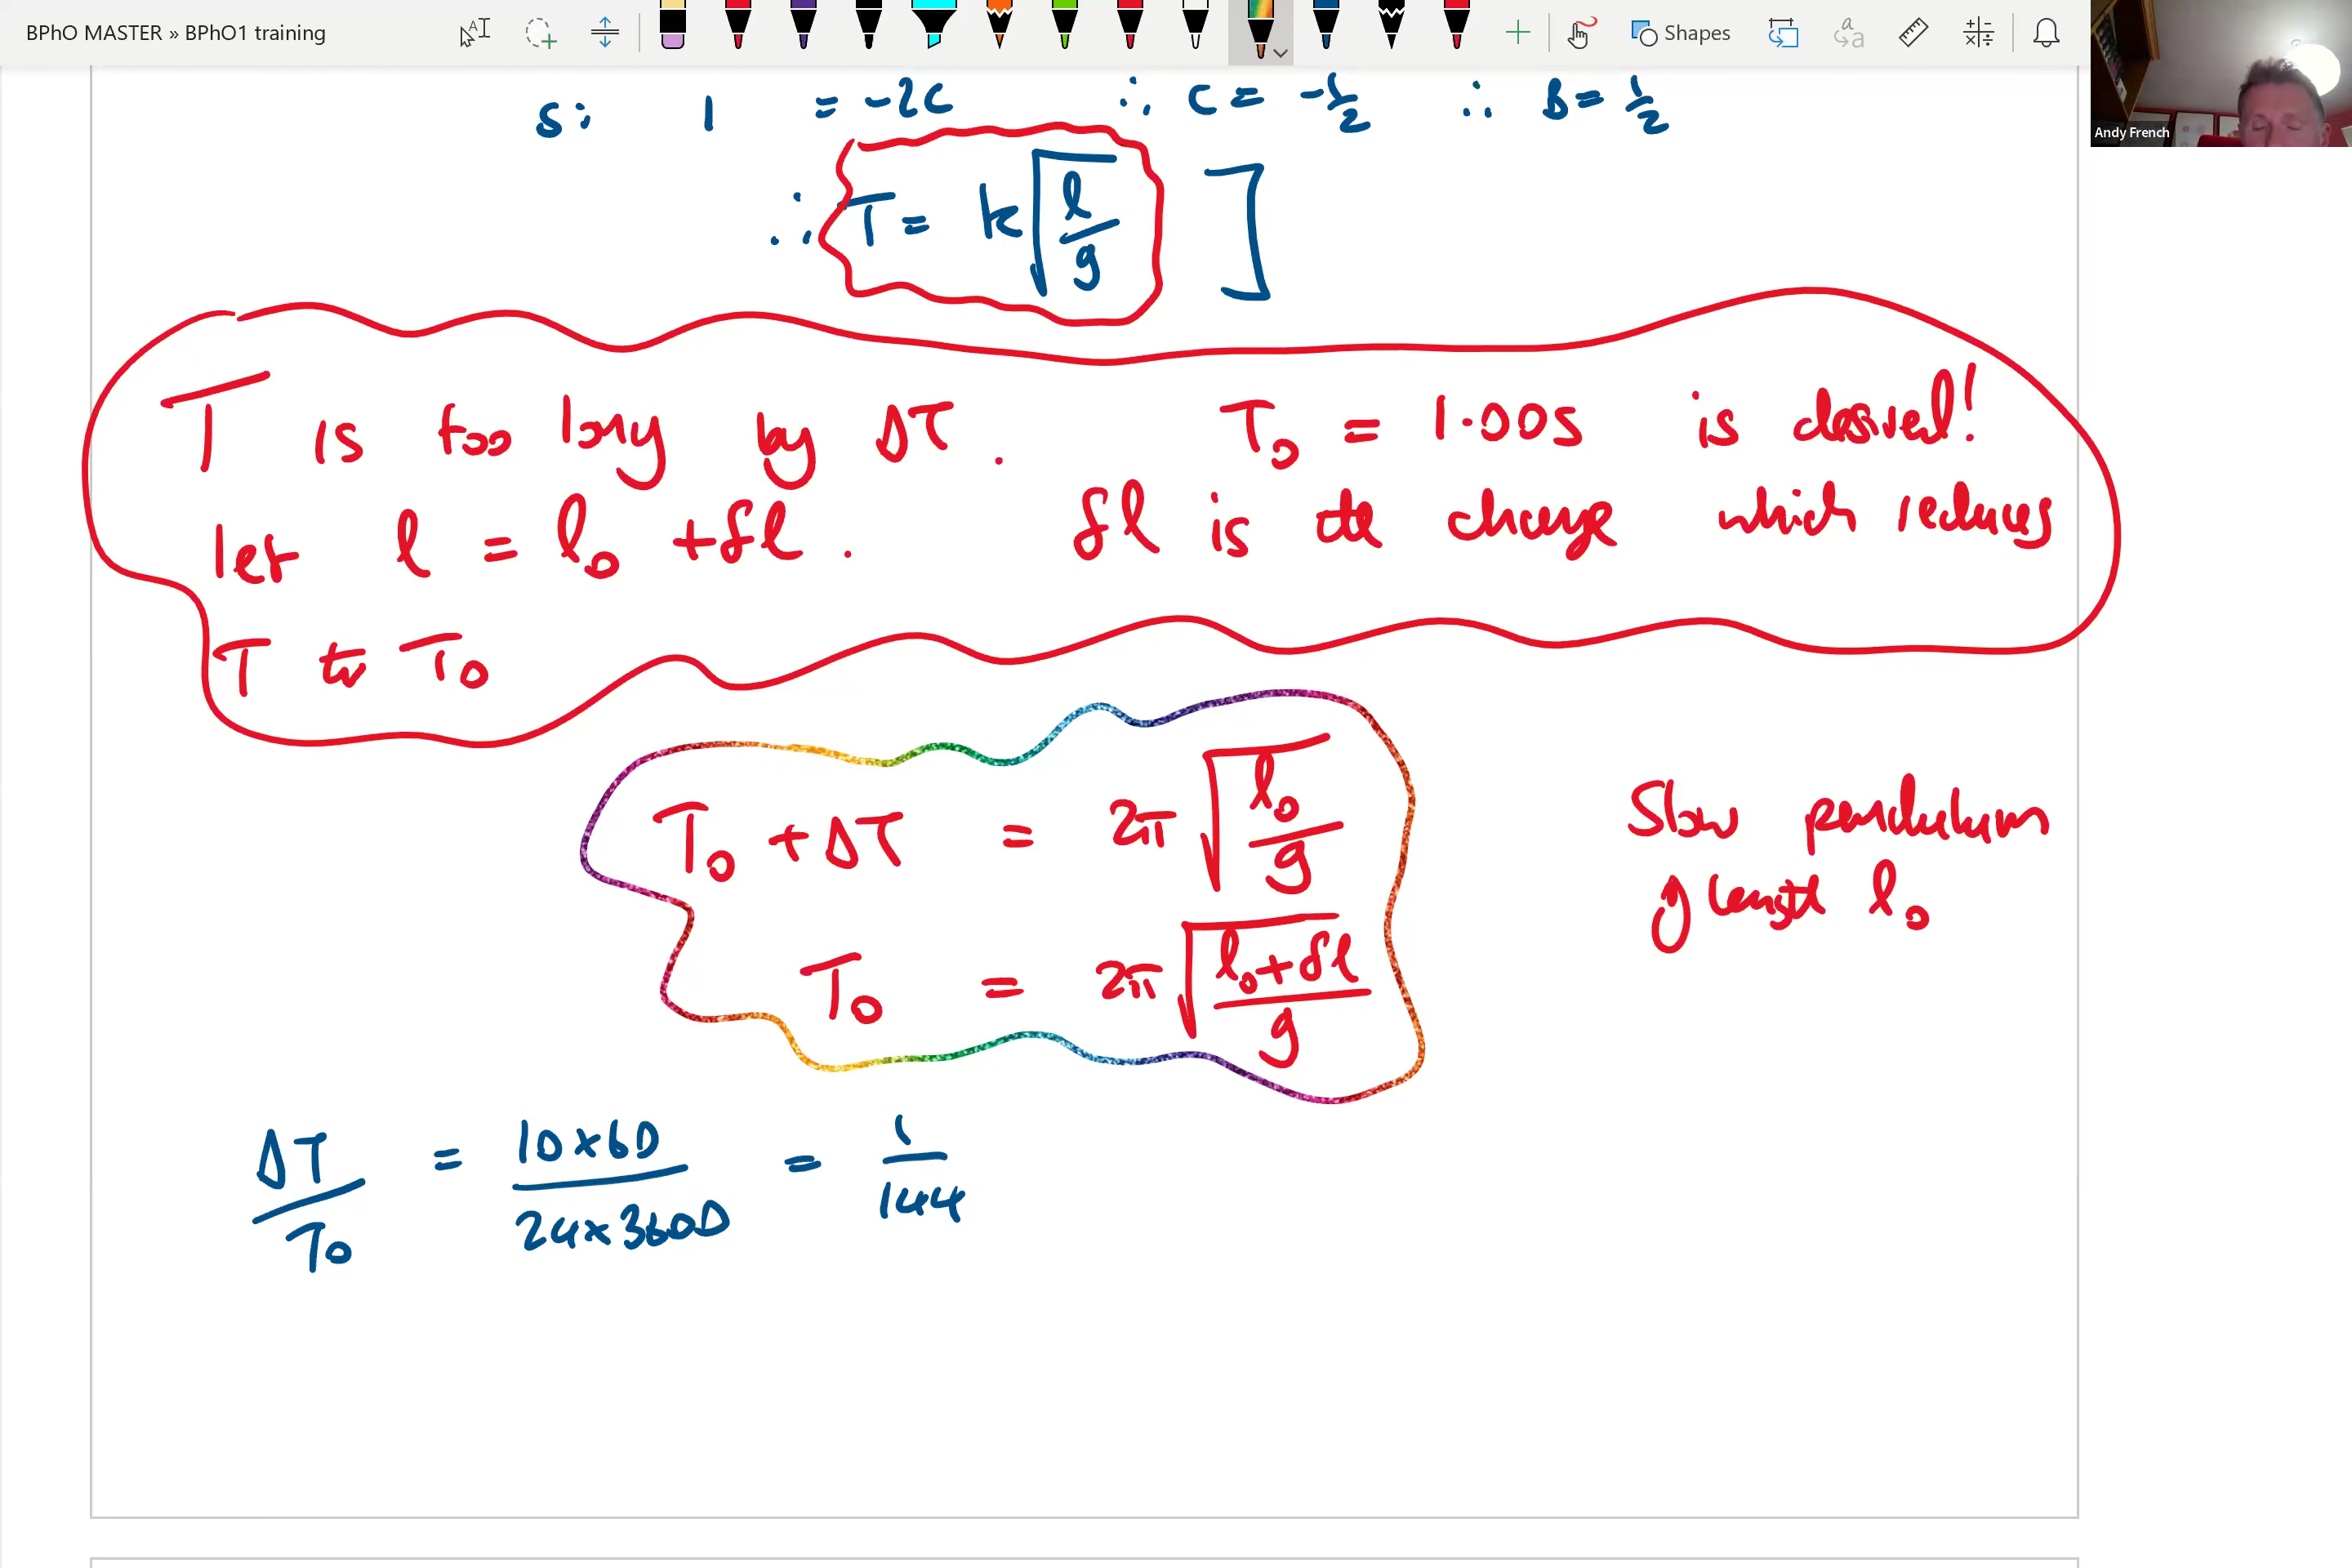 BPhO MASTER » BPhO1 training
Shapes
Andy French
s: 1 = -2C ∴ C = -1/2 ∴ B = 1/2
∴ T = k√(l/g) ]
T is too long by ΔT. T₀ = 1.00s is desired!
let l = l₀ + δl. δl is the change which reduces
T to T₀
T₀ + ΔT = 2π√(l₀/g)
Slow pendulum
of length l₀
T₀ = 2π√((l₀+δl)/g)
ΔT/T₀ = (10×60)/(24×3600) = 1/144